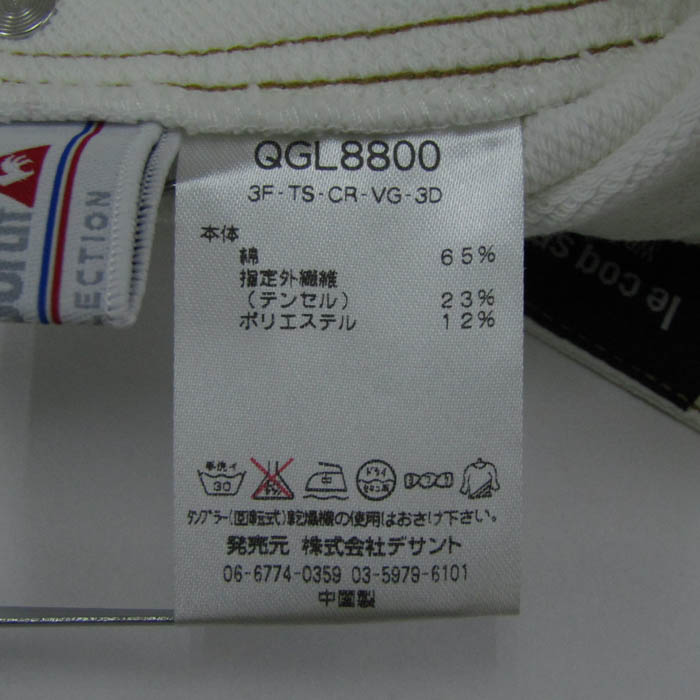 QGL8800
3F-TS-CR-VG-3D
本体
綿 65%
指定外繊維
(テンセル) 23%
ポリエステル 12%
手洗イ
30
ドライ
セキユ系
タンブラー(回転式)乾燥機の使用はおさけ下さい。
発売元 株式会社デサント
06-6774-0359 03-5979-6101
中国製
ECTION
le coq s